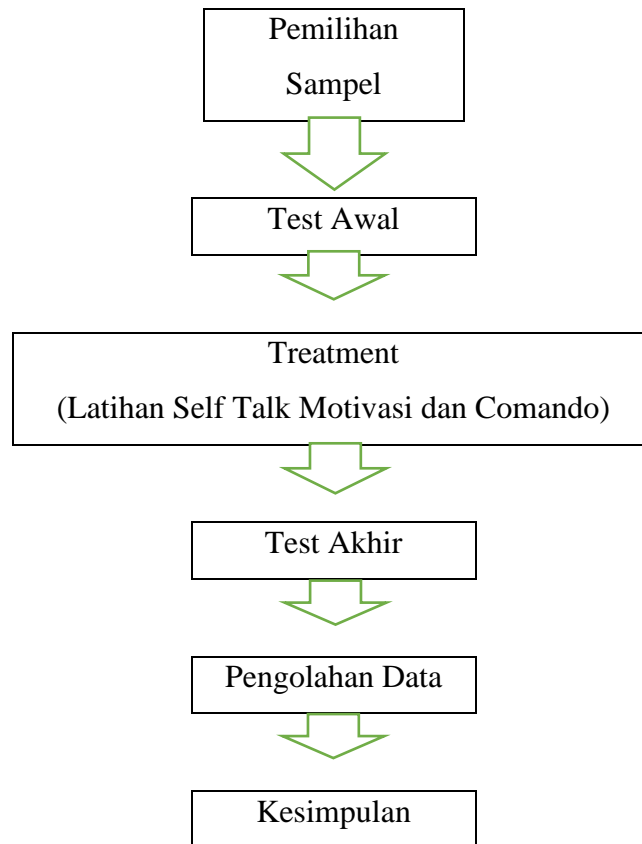 Pemilihan
Sampel
Test Awal
Treatment
(Latihan Self Talk Motivasi dan Comando)
Test Akhir
Pengolahan Data
Kesimpulan